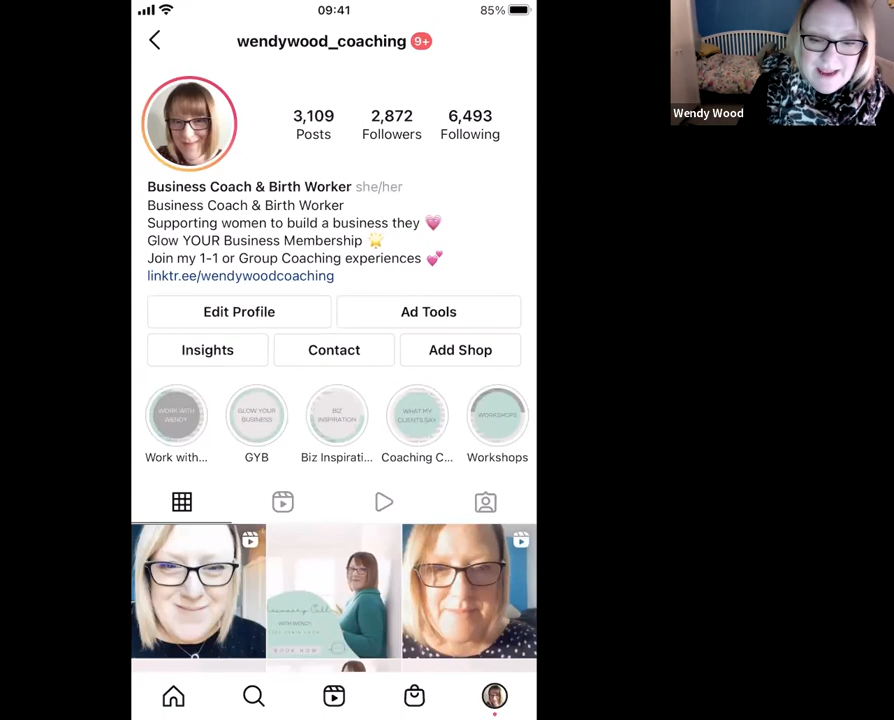 09:41
85%
wendywood_coaching 9+
3,109 2,872 6,493
Posts Followers Following
Business Coach & Birth Worker she/her
Business Coach & Birth Worker
Supporting women to build a business they 💗
Glow YOUR Business Membership 🌟
Join my 1-1 or Group Coaching experiences 💕
linktr.ee/wendywoodcoaching
Edit Profile Ad Tools
Insights Contact Add Shop
WORK WITH
WENDY
GLOW YOUR
BUSINESS
BIZ
INSPIRATION
WHAT MY
CLIENTS SAY
WORKSHOPS
Work with... GYB Biz Inspirati... Coaching C... Workshops
WITH WENDY
BOOK NOW
Wendy Wood